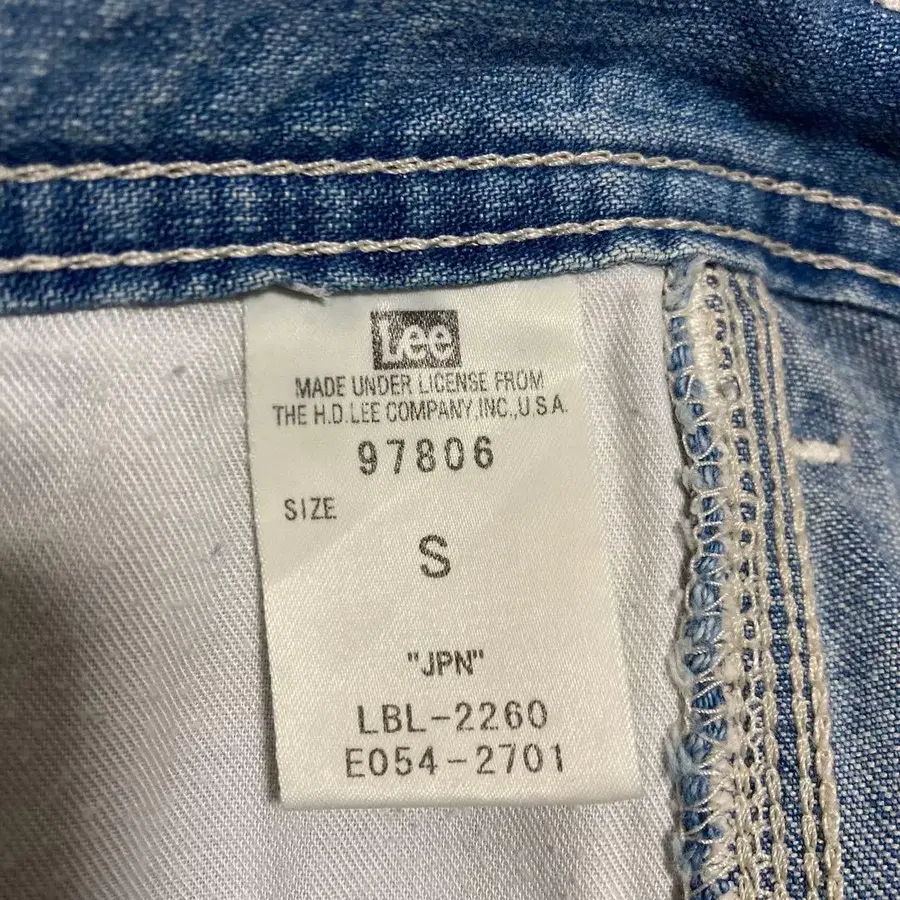 Lee
MADE UNDER LICENSE FROM
THE H.D.LEE COMPANY,INC.,U.S.A.
97806
SIZE
S
"JPN"
LBL-2260
E054-2701